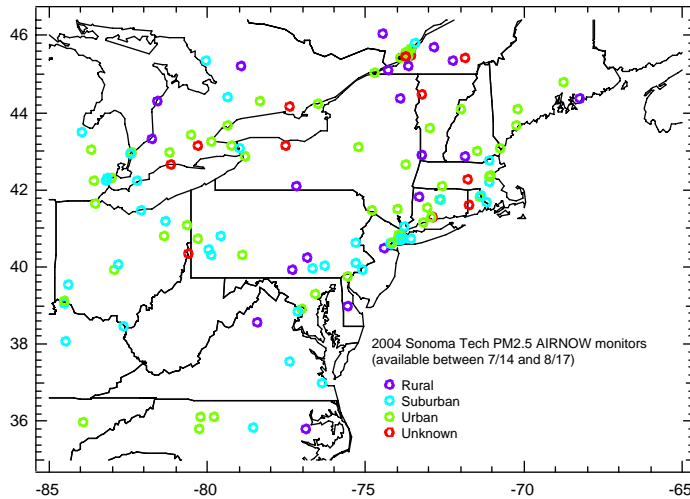 46
44
42
40
38
36
2004 Sonoma Tech PM2.5 AIRNOW monitors
(available between 7/14 and 8/17)
Rural
Suburban
Urban
Unknown
-85 -80 -75 -70 -65